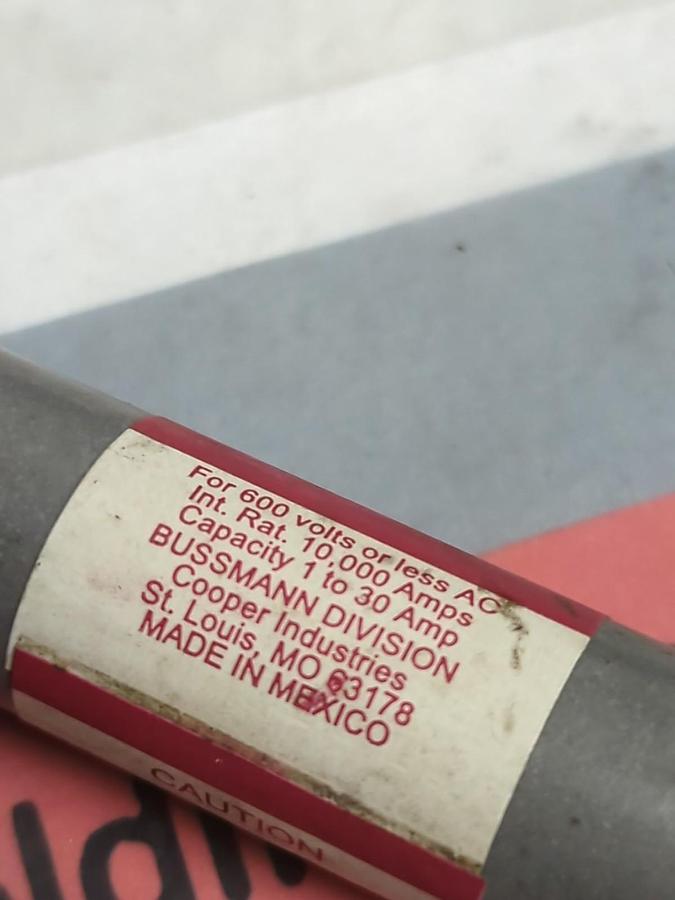 For 600 volts or less AC
Int. Rat. 10,000 Amps
Capacity 1 to 30 Amp
BUSSMANN DIVISION
Cooper Industries
St. Louis, MO 63178
MADE IN MEXICO
CAUTION